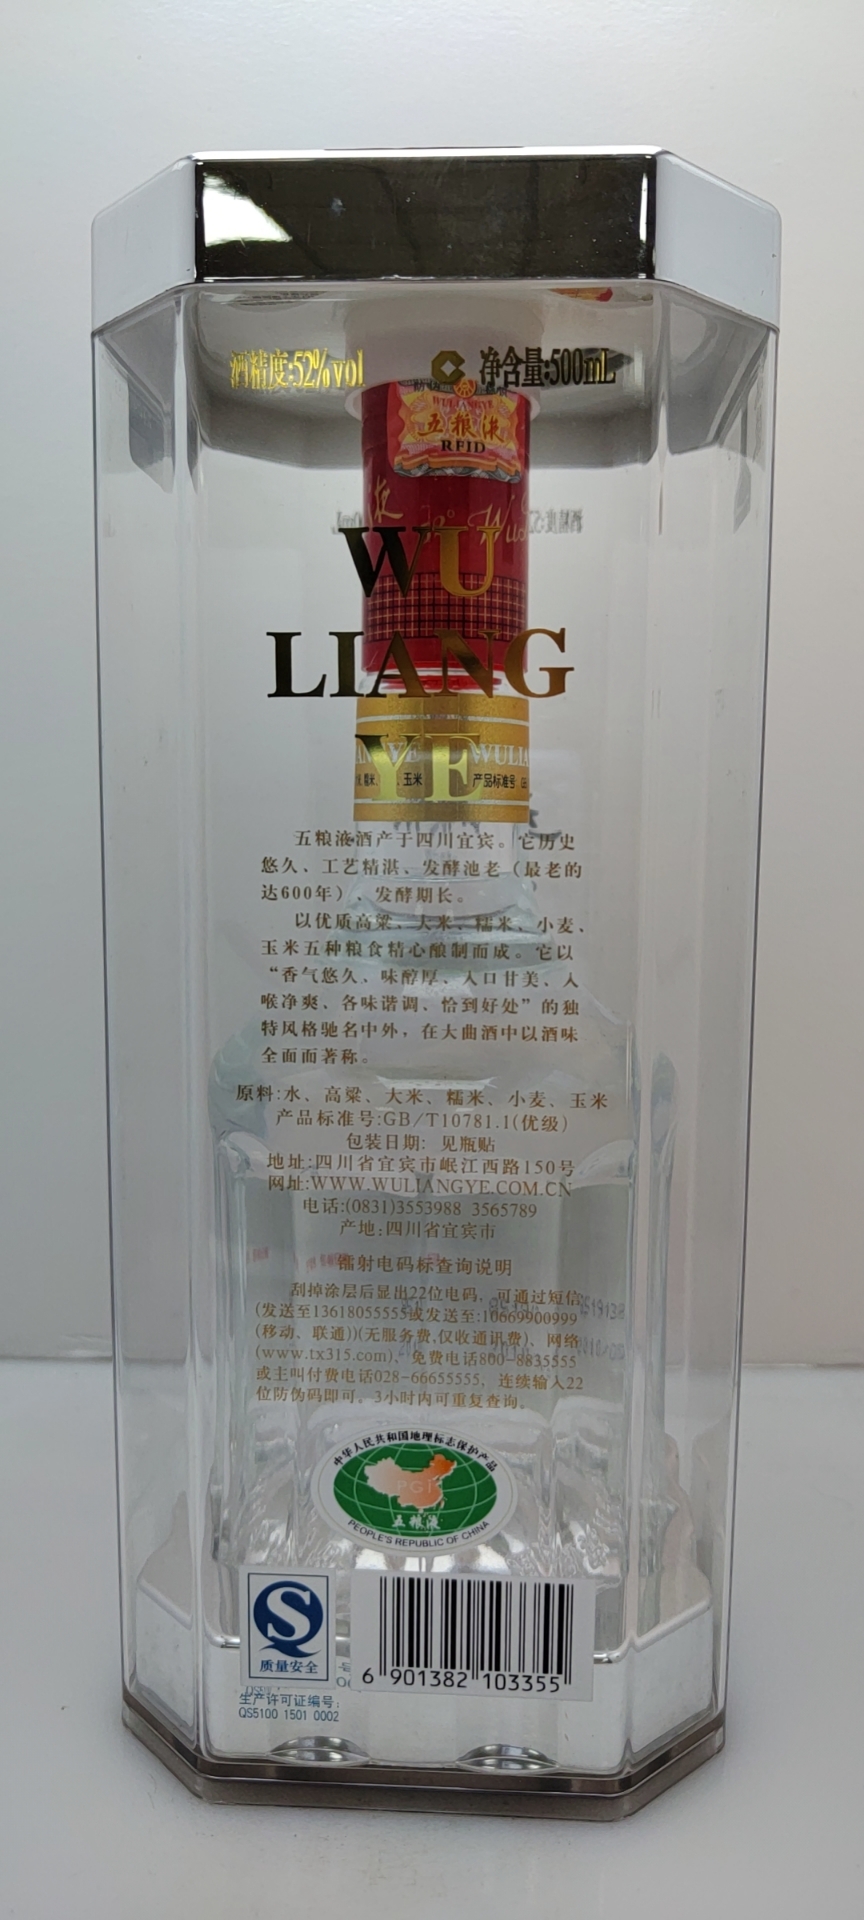 酒精度:52%vol
净含量:500mL
WULIANGYE
五粮液
RFID
WU
LIANG
YE
产品标准号
五粮液酒产于四川宜宾。它历史
悠久、工艺精湛、发酵池老（最老的
达600年）、发酵期长。
以优质高粱、大米、糯米、小麦、
玉米五种粮食精心酿制而成。它以
“香气悠久、味醇厚、入口甘美、入
喉净爽、各味谐调、恰到好处”的独
特风格驰名中外，在大曲酒中以酒味
全面而著称。
原料:水、高粱、大米、糯米、小麦、玉米
产品标准号:GB/T10781.1(优级)
包装日期: 见瓶贴
地址:四川省宜宾市岷江西路150号
网址:WWW.WULIANGYE.COM.CN
电话:(0831)3553988 3565789
产地:四川省宜宾市
镭射电码标查询说明
刮掉涂层后显出22位电码，可通过短信
(发送至13618055555或发送至:10669900999
(移动、联通))(无服务费,仅收通讯费)、网络
(www.tx315.com)、免费电话800-8835555
或主叫付费电话028-66655555，连续输入22
位防伪码即可。3小时内可重复查询。
中华人民共和国地理标志保护产品
PGI
五粮液
PEOPLE'S REPUBLIC OF CHINA
质量安全
6 901382 103355
生产许可证编号:
QS5100 1501 0002